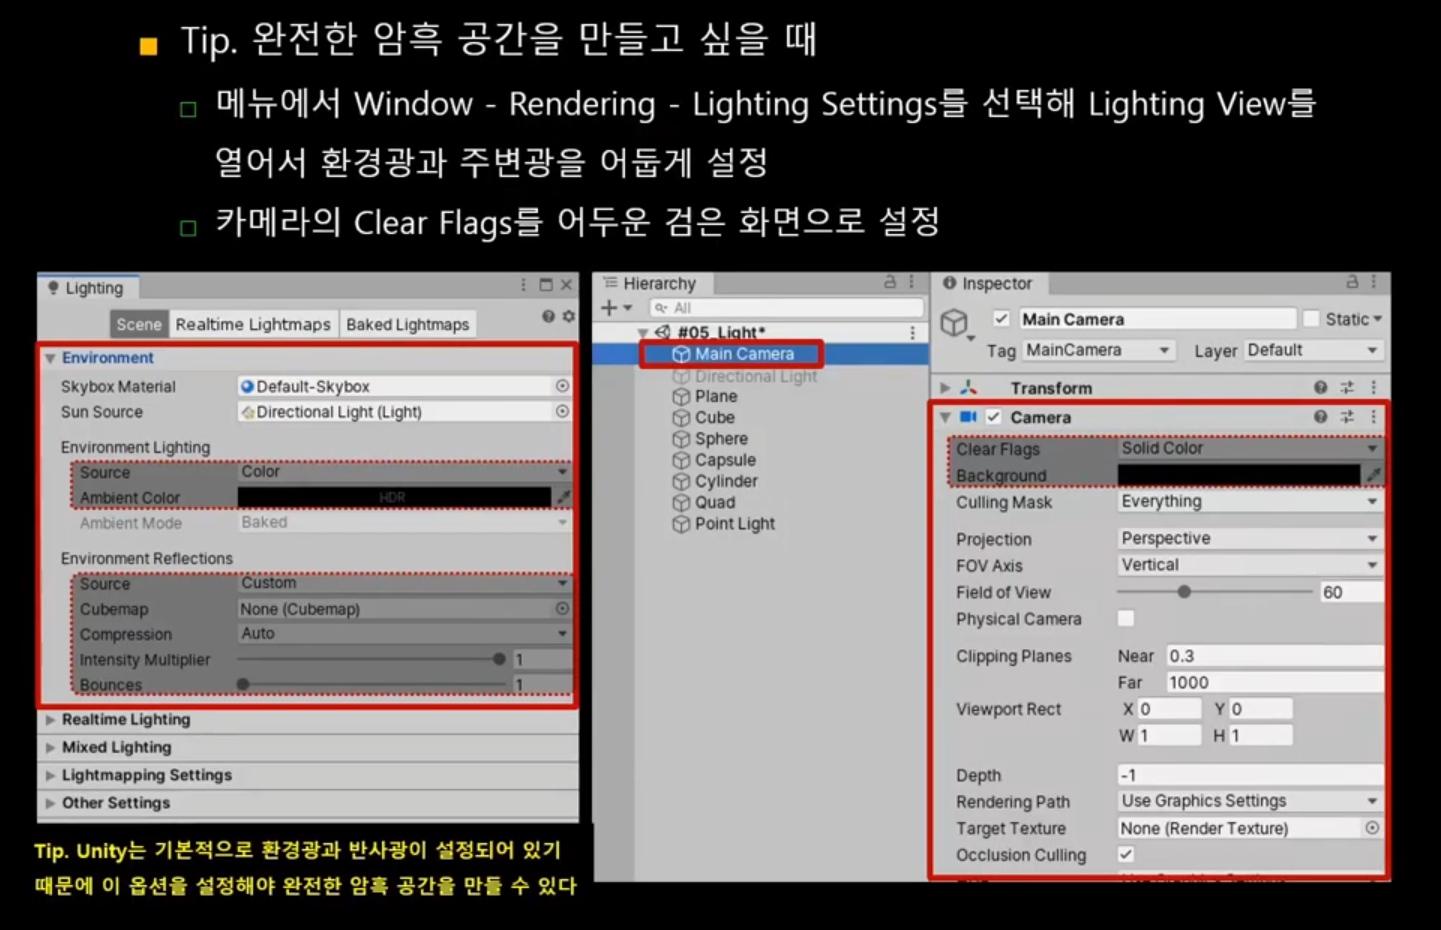 Tip. 완전한 암흑 공간을 만들고 싶을 때
메뉴에서 Window - Rendering - Lighting Settings를 선택해 Lighting View를
열어서 환경광과 주변광을 어둡게 설정
카메라의 Clear Flags를 어두운 검은 화면으로 설정
Lighting
Scene Realtime Lightmaps Baked Lightmaps
Environment
Skybox Material Default-Skybox
Sun Source Directional Light (Light)
Environment Lighting
Source Color
Ambient Color HDR
Ambient Mode Baked
Environment Reflections
Source Custom
Cubemap None (Cubemap)
Compression Auto
Intensity Multiplier 1
Bounces 1
Realtime Lighting
Mixed Lighting
Lightmapping Settings
Other Settings
Tip. Unity는 기본적으로 환경광과 반사광이 설정되어 있기
때문에 이 옵션을 설정해야 완전한 암흑 공간을 만들 수 있다
Hierarchy
All
#05_Light*
Main Camera
Directional Light
Plane
Cube
Sphere
Capsule
Cylinder
Quad
Point Light
Inspector
Main Camera Static
Tag MainCamera Layer Default
Transform
Camera
Clear Flags Solid Color
Background
Culling Mask Everything
Projection Perspective
FOV Axis Vertical
Field of View 60
Physical Camera
Clipping Planes Near 0.3
Far 1000
Viewport Rect X 0 Y 0
W 1 H 1
Depth -1
Rendering Path Use Graphics Settings
Target Texture None (Render Texture)
Occlusion Culling